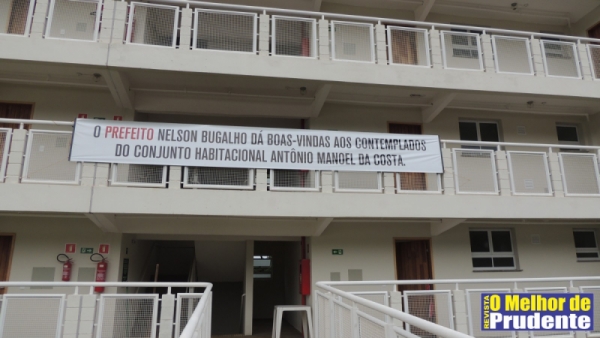 O PREFEITO NELSON BUGALHO DÁ BOAS-VINDAS AOS CONTEMPLADOS
DO CONJUNTO HABITACIONAL ANTÔNIO MANOEL DA COSTA.
REVISTA
O Melhor de
Prudente